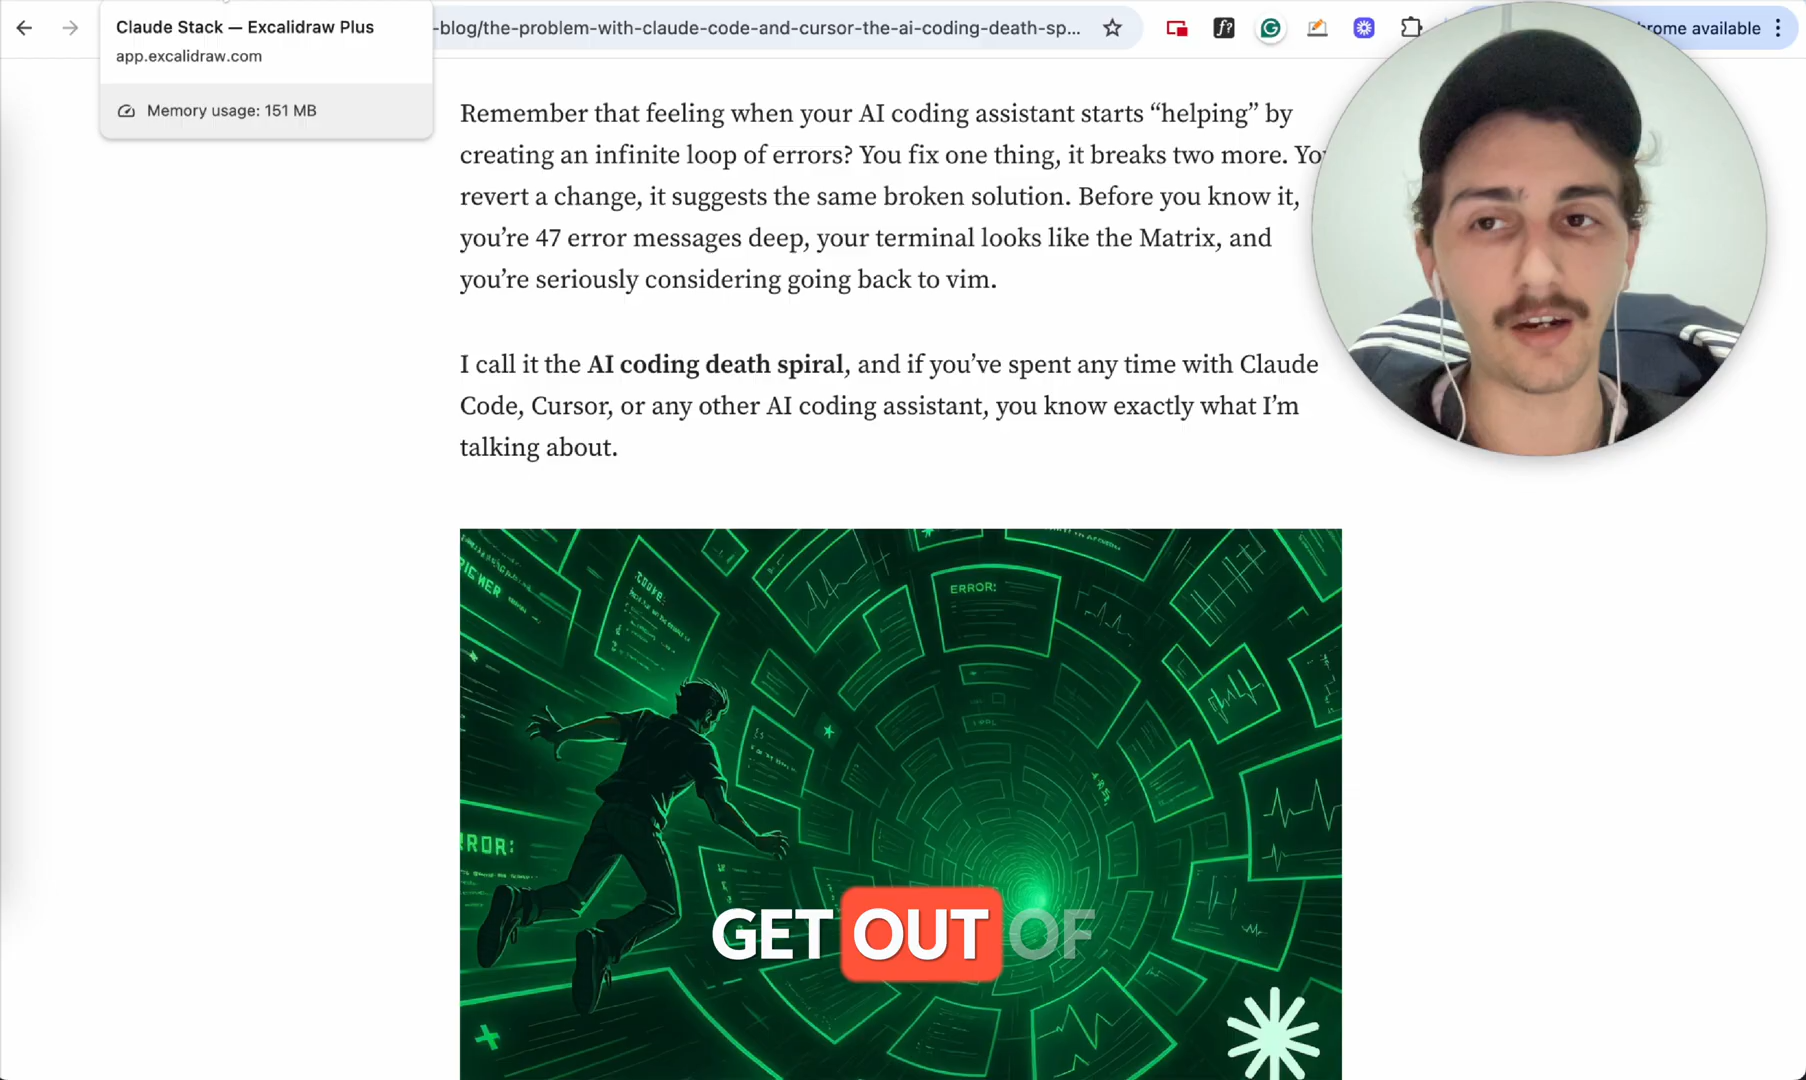 Claude Stack — Excalidraw Plus
app.excalidraw.com
Memory usage: 151 MB
-blog/the-problem-with-claude-code-and-cursor-the-ai-coding-death-sp...
f?
rome available
Remember that feeling when your AI coding assistant starts “helping” by
creating an infinite loop of errors? You fix one thing, it breaks two more. You
revert a change, it suggests the same broken solution. Before you know it,
you’re 47 error messages deep, your terminal looks like the Matrix, and
you’re seriously considering going back to vim.
I call it the AI coding death spiral, and if you’ve spent any time with Claude
Code, Cursor, or any other AI coding assistant, you know exactly what I’m
talking about.
ERROR:
RROR:
GET OUT OF